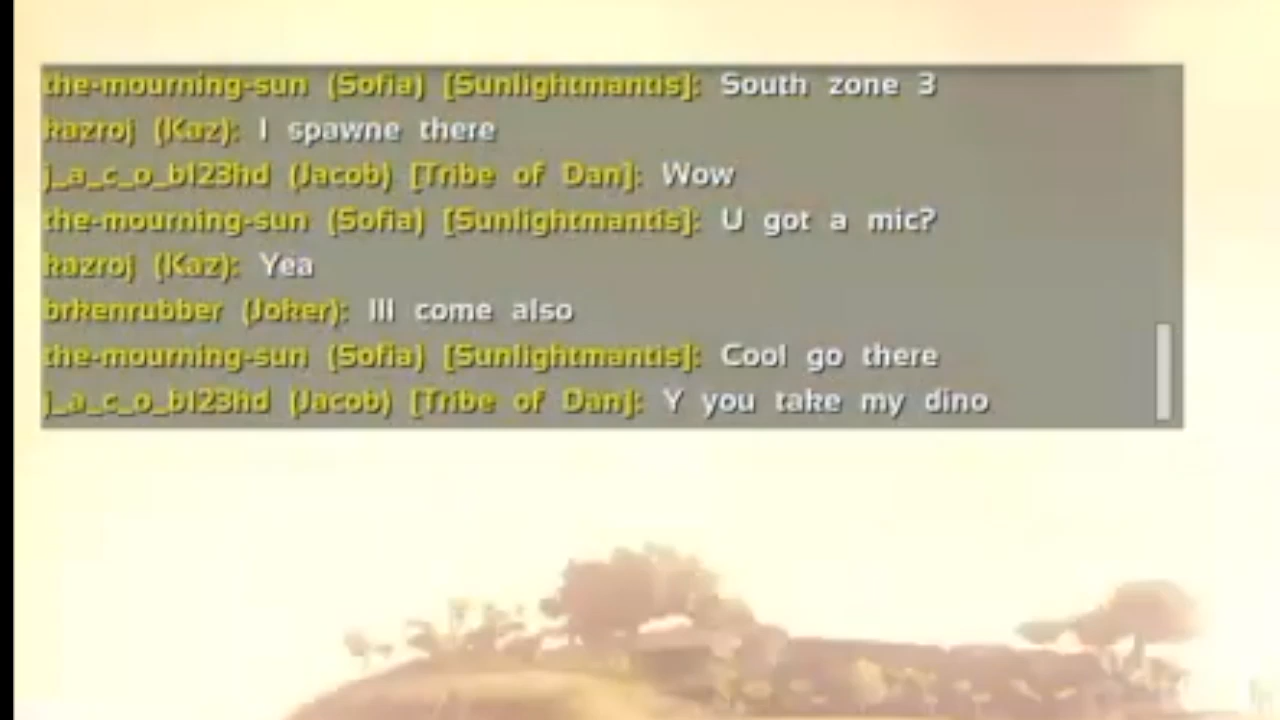 the-mourning-sun (Sofia) [Sunlightmantis]: South zone 3
kazroj (Kaz): I spawne there
j_a_c_o_b123hd (Jacob) [Tribe of Dan]: Wow
the-mourning-sun (Sofia) [Sunlightmantis]: U got a mic?
kazroj (Kaz): Yea
brkenrubber (Joker): Ill come also
the-mourning-sun (Sofia) [Sunlightmantis]: Cool go there
j_a_c_o_b123hd (Jacob) [Tribe of Dan]: Y you take my dino